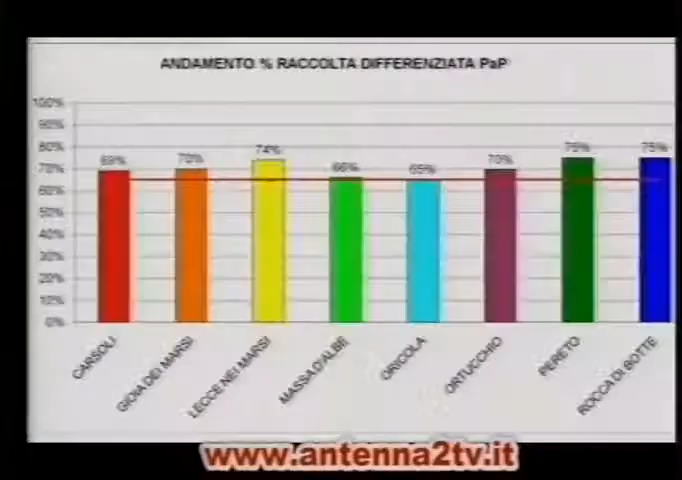 ANDAMENTO % RACCOLTA DIFFERENZIATA PaP
100%
90%
80%
70%
60%
50%
40%
30%
20%
10%
0%
69%
70%
74%
66%
65%
70%
75%
75%
CARSOLI
GIOIA DEI MARSI
LECCE NEI MARSI
MASSA D'ALBE
ORICOLA
ORTUCCHIO
PERETO
ROCCA DI BOTTE
www.antenna2tv.it